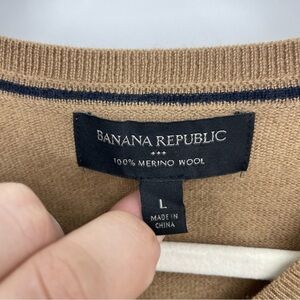 BANANA REPUBLIC
100% MERINO WOOL
L
MADE IN
CHINA